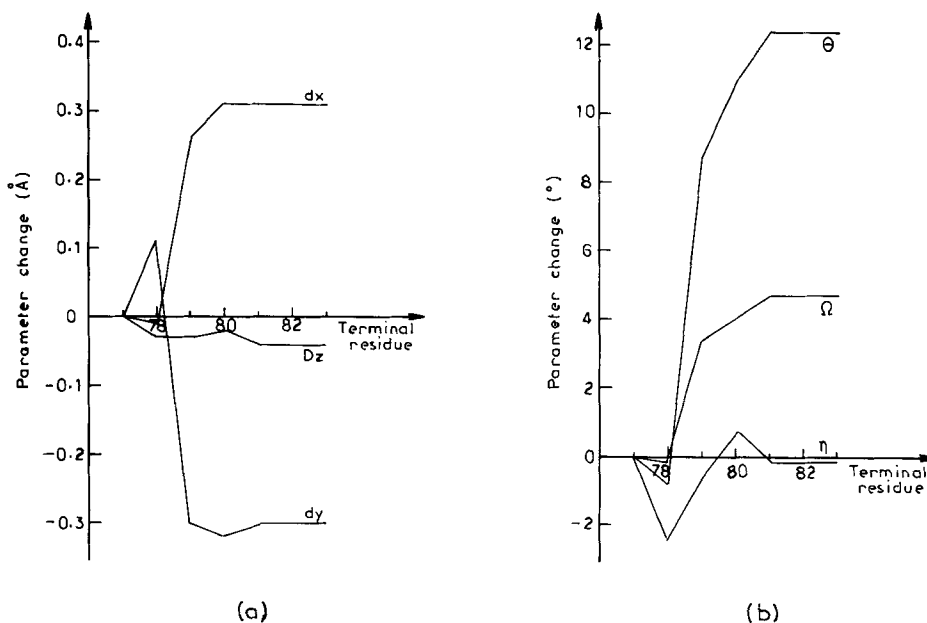 0·4
0·3
0·2
0·1
0
-0·1
-0·2
-0·3
Parameter change (Å)
dx
78
80
82
Terminal
residue
Dz
dy
(a)
12
10
8
6
4
2
0
-2
Parameter change (°)
Θ
Ω
η
78
80
82
Terminal
residue
(b)